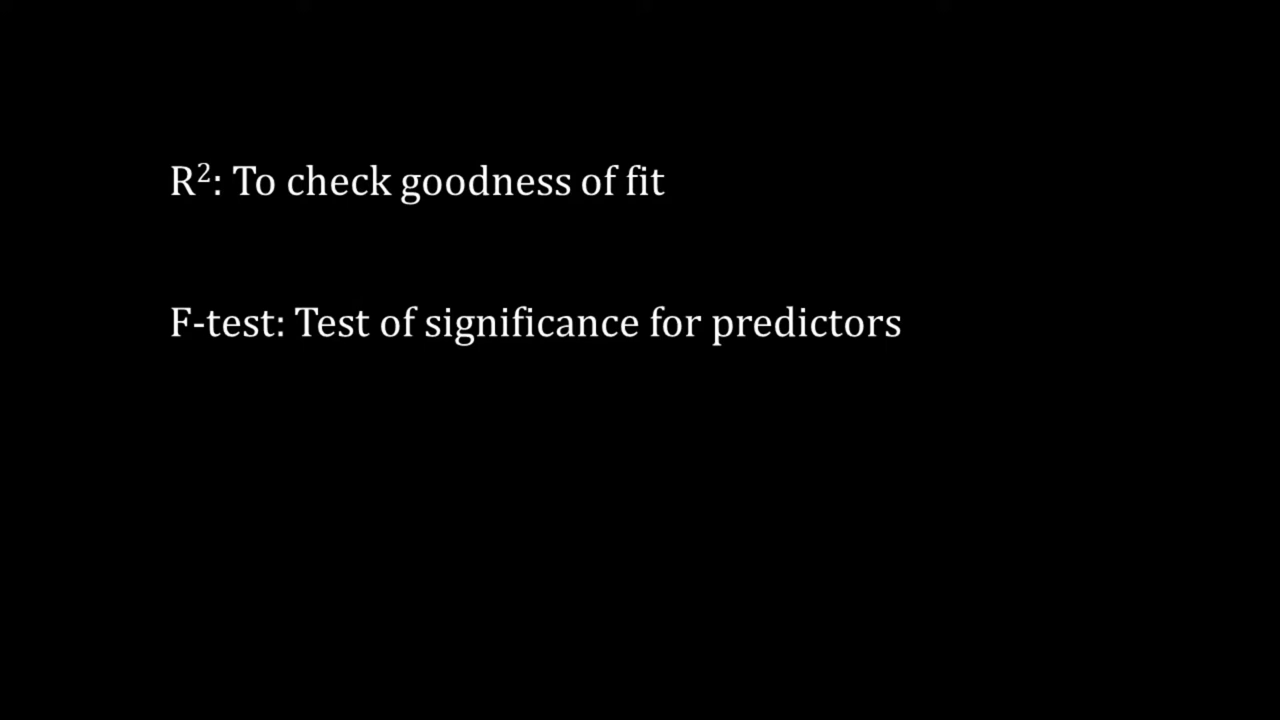 R²: To check goodness of fit
F-test: Test of significance for predictors